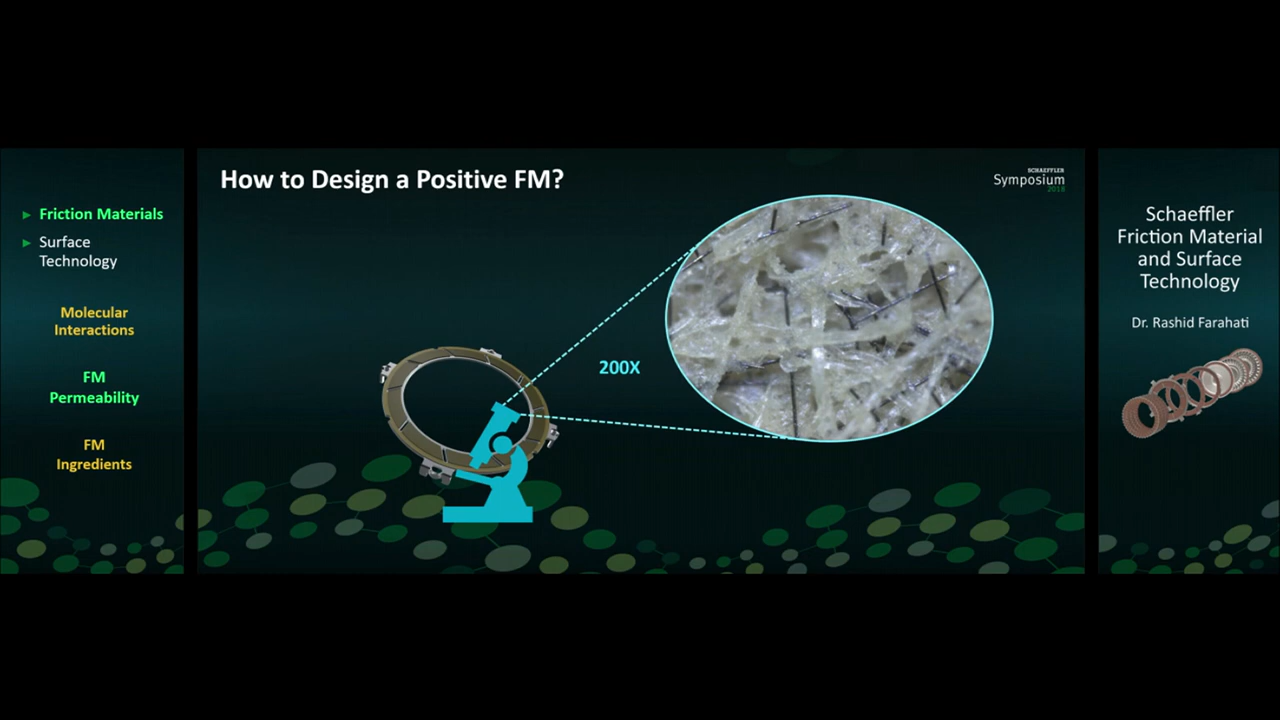 Friction Materials
Surface
Technology
Molecular
Interactions
FM
Permeability
FM
Ingredients
How to Design a Positive FM?
SCHAEFFLER
Symposium
2018
200X
Schaeffler
Friction Material
and Surface
Technology
Dr. Rashid Farahati